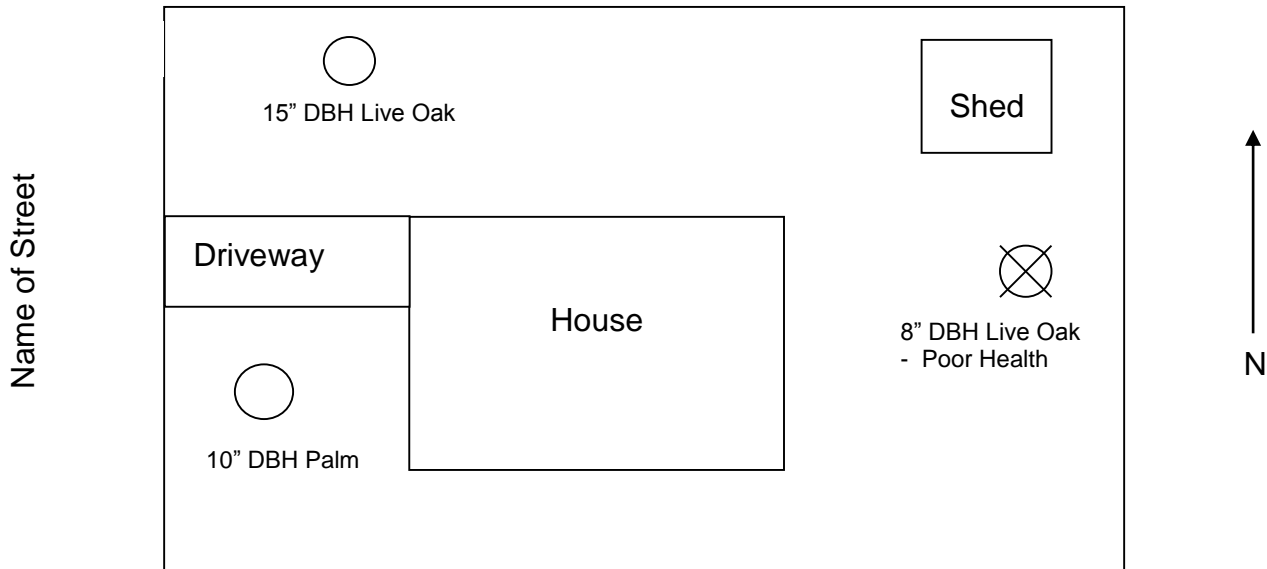 15” DBH Live Oak
Shed
Name of Street
Driveway
House
8” DBH Live Oak
- Poor Health
N
10” DBH Palm